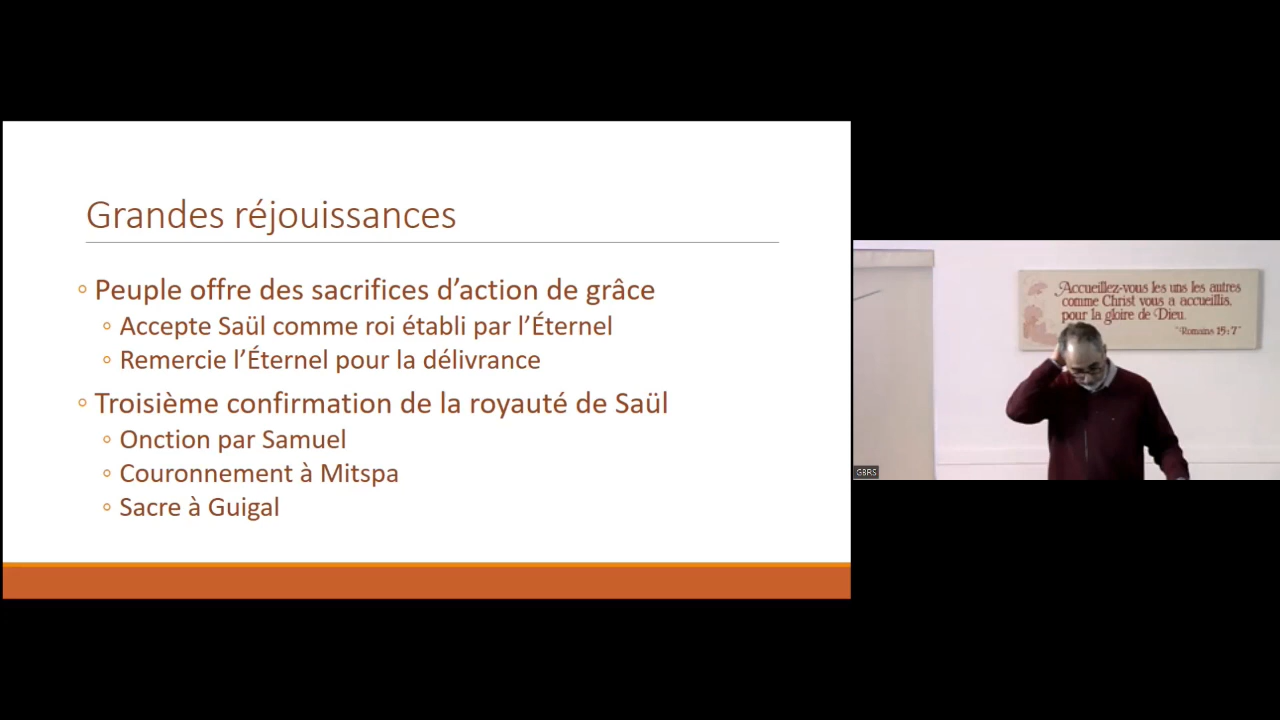 Grandes réjouissances
Peuple offre des sacrifices d’action de grâce
Accepte Saül comme roi établi par l’Éternel
Remercie l’Éternel pour la délivrance
Troisième confirmation de la royauté de Saül
Onction par Samuel
Couronnement à Mitspa
Sacre à Guigal
Accueillez-vous les uns les autres
comme Christ vous a accueillis,
pour la gloire de Dieu.
"Romains 15:7"
GBRS